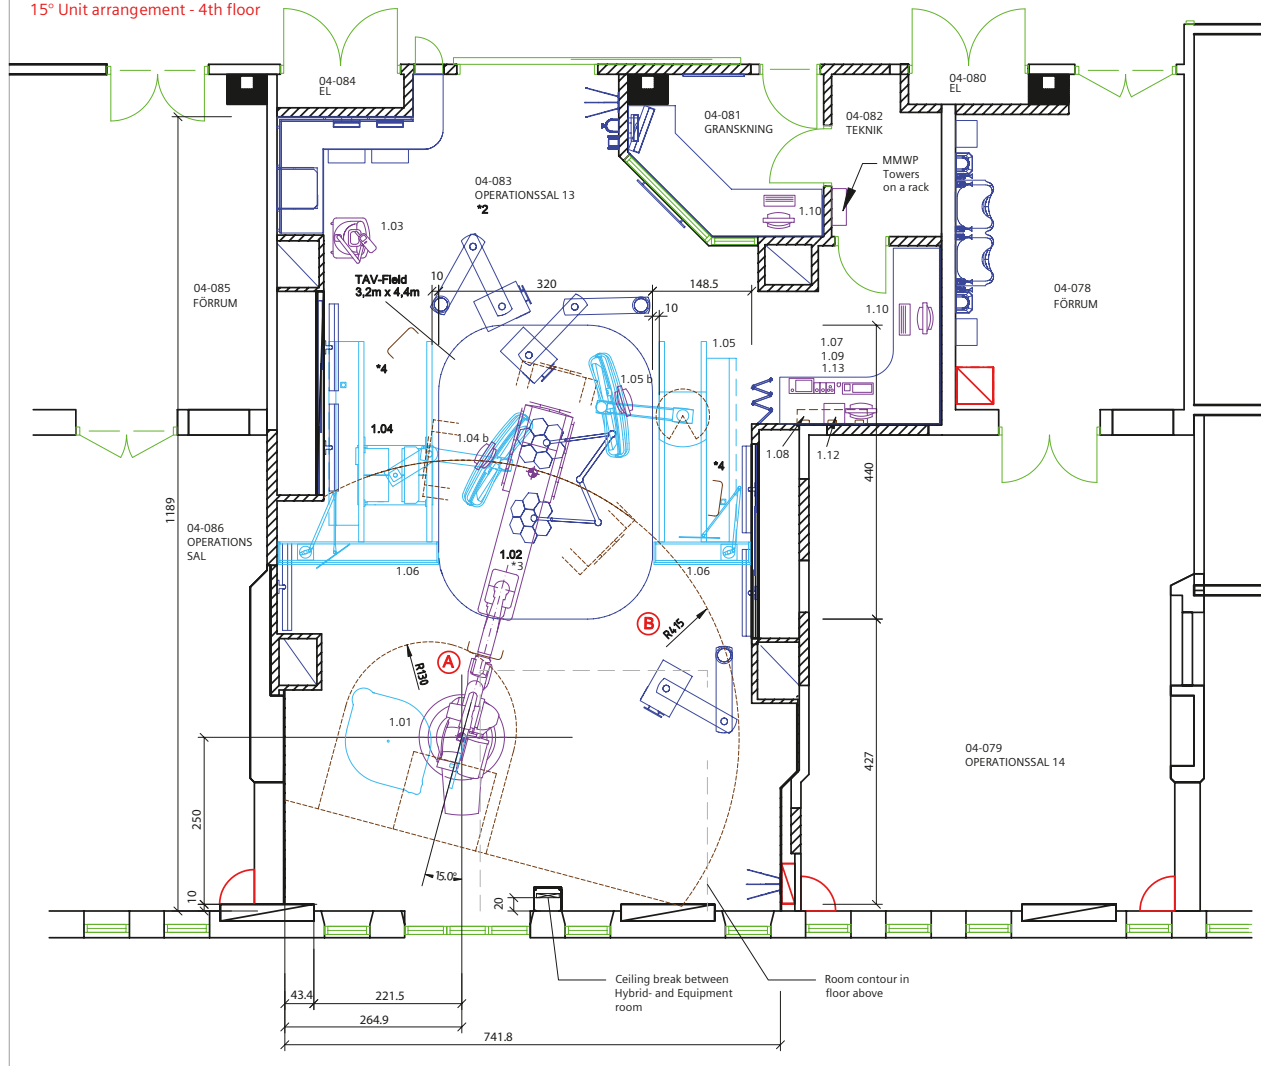 15° Unit arrangement - 4th floor
04-084
EL
04-080
EL
04-081
GRANSKNING
04-082
TEKNIK
MMWP
Towers
on a rack
04-083
OPERATIONSSAL 13
*2
1.03
1.10
04-085
FÖRRUM
TAV-Field
3,2m x 4,4m
10
320
148.5
10
04-078
FÖRRUM
1.10
1.05
1.07
1.09
1.13
*4
1.05 b
1.04
1.04 b
*4
1.08
1.12
440
1189
04-086
OPERATIONS
SAL
1.02
*3
1.06
1.06
B
R415
A
R130
1.01
04-079
OPERATIONSSAL 14
427
250
15.0°
10
20
Ceiling break between
Hybrid- and Equipment
room
Room contour in
floor above
43.4
221.5
264.9
741.8